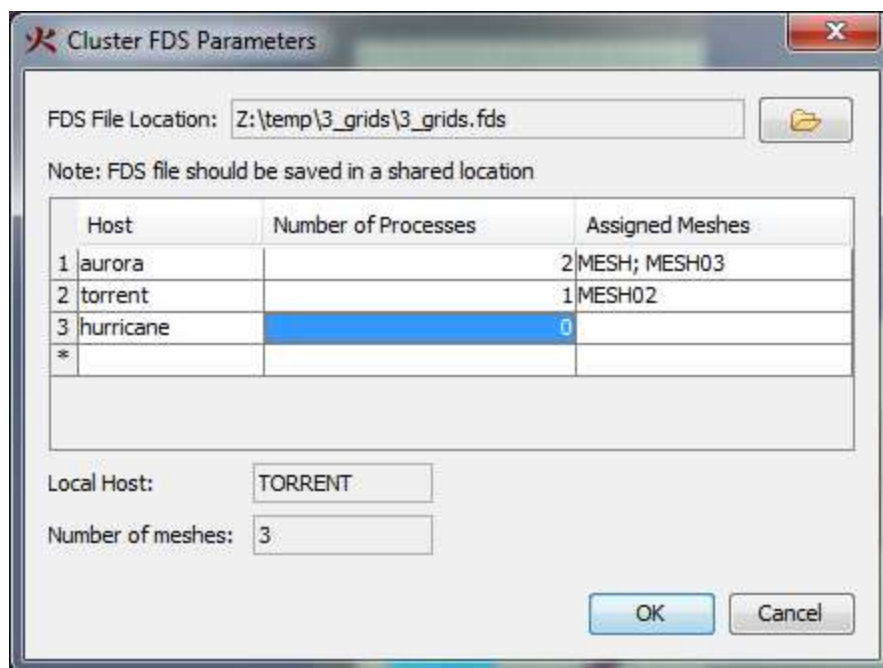 火 Cluster FDS Parameters
FDS File Location: Z:\temp\3_grids\3_grids.fds
Note: FDS file should be saved in a shared location
Host Number of Processes Assigned Meshes
1 aurora 2 MESH; MESH03
2 torrent 1 MESH02
3 hurricane 0
*
Local Host: TORRENT
Number of meshes: 3
OK Cancel